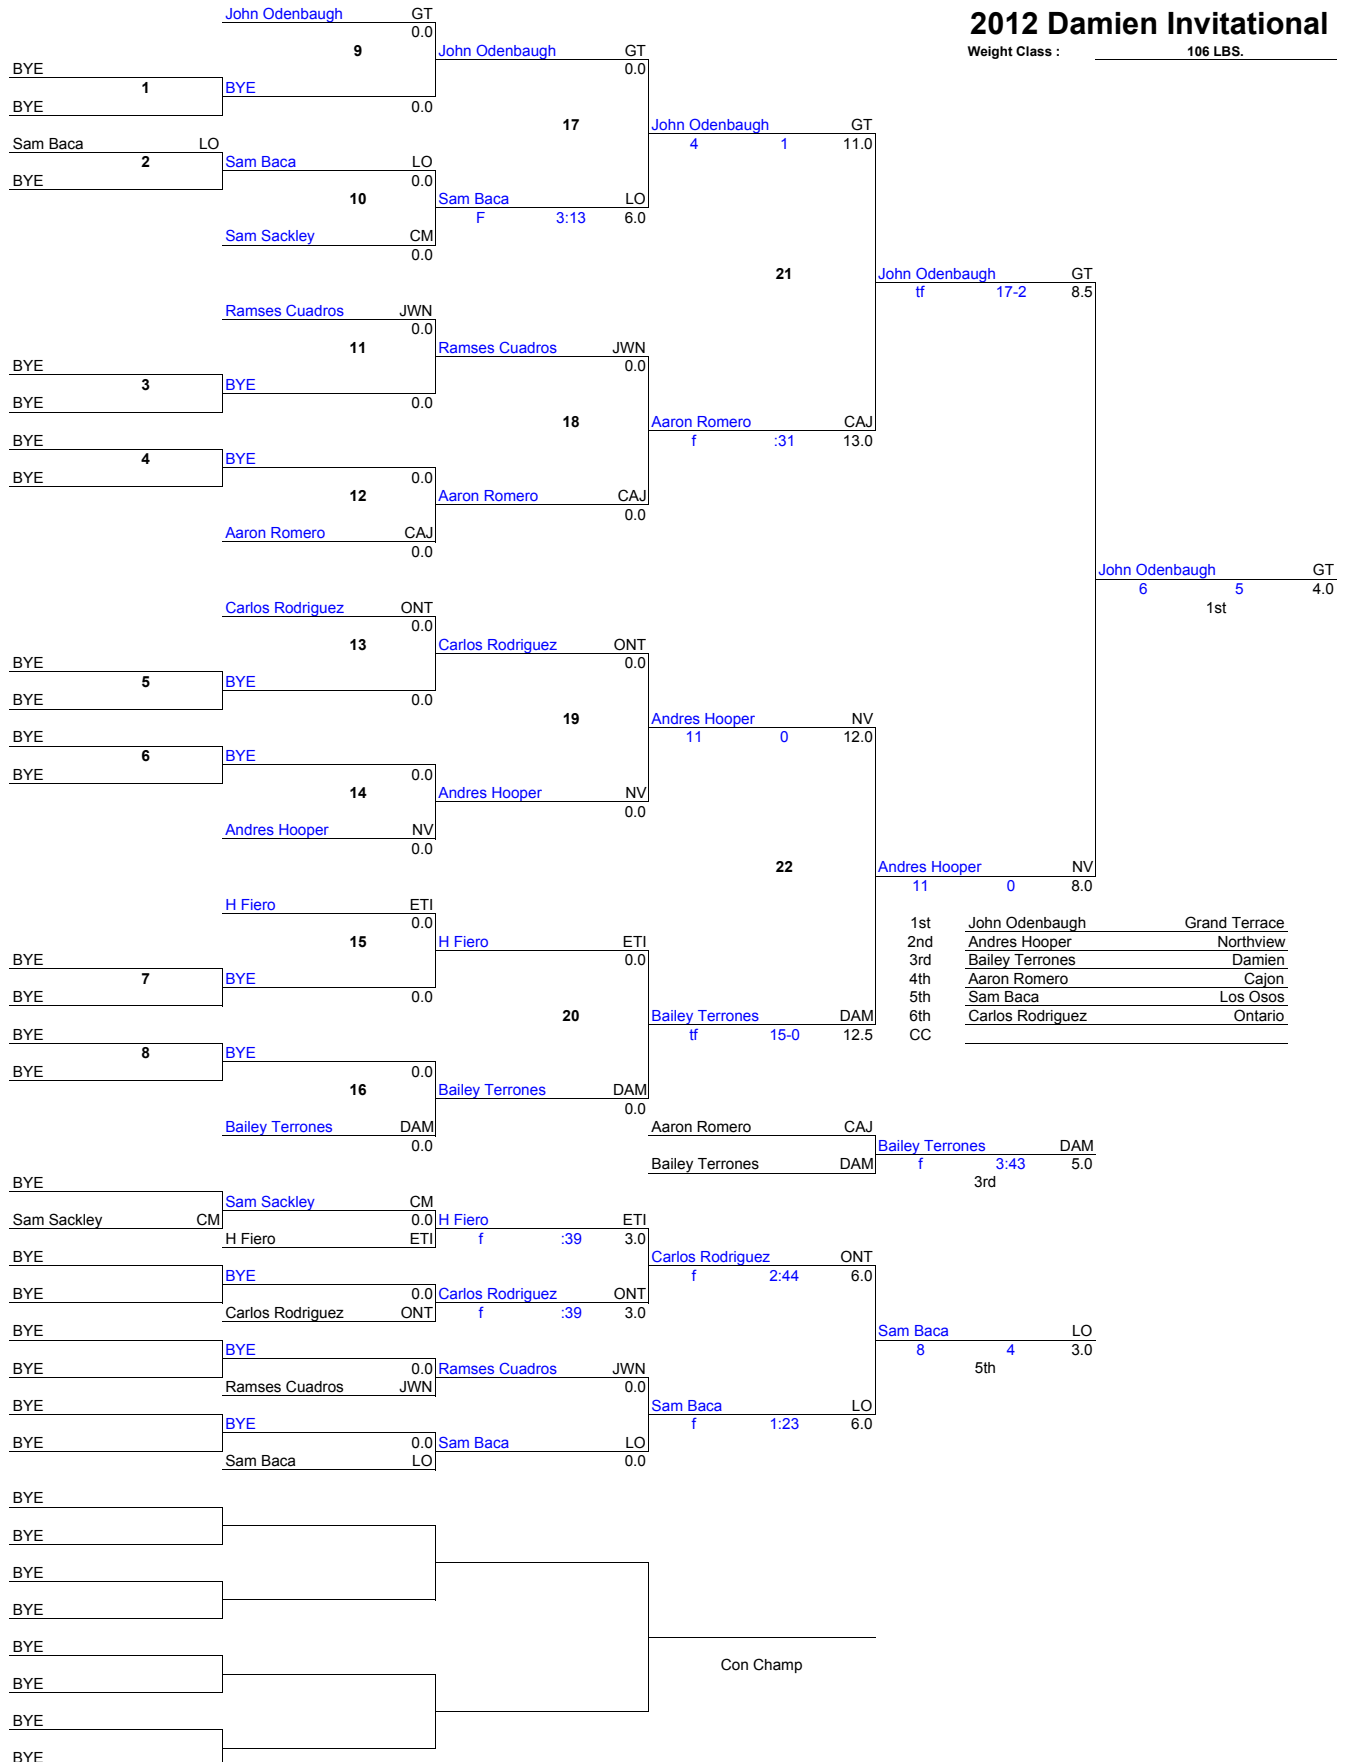 2012 Damien Invitational
Weight Class : 106 LBS.
John Odenbaugh GT
0.0
9
John Odenbaugh GT
0.0
BYE
1
BYE
BYE
0.0
17
John Odenbaugh GT
4 1 11.0
Sam Baca LO
2
BYE
Sam Baca LO
0.0
10
Sam Baca LO
F 3:13 6.0
Sam Sackley CM
0.0
21
John Odenbaugh GT
tf 17-2 8.5
Ramses Cuadros JWN
0.0
11
Ramses Cuadros JWN
0.0
BYE
3
BYE
BYE
0.0
18
Aaron Romero CAJ
f :31 13.0
BYE
4
BYE
BYE
0.0
12
Aaron Romero CAJ
0.0
Aaron Romero CAJ
0.0
John Odenbaugh GT
6 5 4.0
1st
Carlos Rodriguez ONT
0.0
13
Carlos Rodriguez ONT
0.0
BYE
5
BYE
BYE
0.0
19
Andres Hooper NV
11 0 12.0
BYE
6
BYE
BYE
0.0
14
Andres Hooper NV
0.0
Andres Hooper NV
0.0
22
Andres Hooper NV
11 0 8.0
H Fiero ETI
0.0
15
H Fiero ETI
0.0
BYE
7
BYE
BYE
0.0
20
Bailey Terrones DAM
tf 15-0 12.5
BYE
8
BYE
BYE
0.0
16
Bailey Terrones DAM
0.0
Bailey Terrones DAM
0.0
1st John Odenbaugh Grand Terrace
2nd Andres Hooper Northview
3rd Bailey Terrones Damien
4th Aaron Romero Cajon
5th Sam Baca Los Osos
6th Carlos Rodriguez Ontario
CC
Aaron Romero CAJ
Bailey Terrones DAM
Bailey Terrones DAM
f 3:43 5.0
3rd
BYE
Sam Sackley CM
Sam Sackley CM
0.0
H Fiero ETI
H Fiero ETI
f :39 3.0
BYE
BYE
BYE
0.0
Carlos Rodriguez ONT
Carlos Rodriguez ONT
f :39 3.0
Carlos Rodriguez ONT
f 2:44 6.0
BYE
BYE
BYE
0.0
Ramses Cuadros JWN
Ramses Cuadros JWN
0.0
BYE
BYE
BYE
0.0
Sam Baca LO
Sam Baca LO
0.0
Sam Baca LO
f 1:23 6.0
Sam Baca LO
8 4 3.0
5th
BYE
BYE
BYE
BYE
BYE
BYE
BYE
BYE
Con Champ